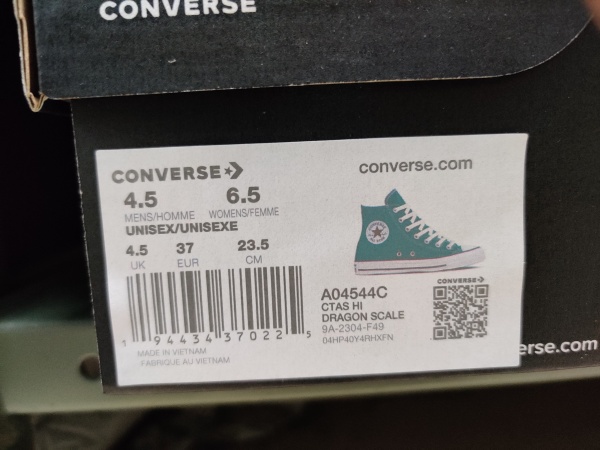 CONVERSE
CONVERSE
converse.com
4.5 6.5
MENS/HOMME WOMENS/FEMME
UNISEX/UNISEXE
4.5 37 23.5
UK EUR CM
1 94434 37022 5
MADE IN VIETNAM
FABRIQUE AU VIETNAM
A04544C
CTAS HI
DRAGON SCALE
9A-2304-F49
04HP40Y4RHXFN
CONVERSE
erse.com